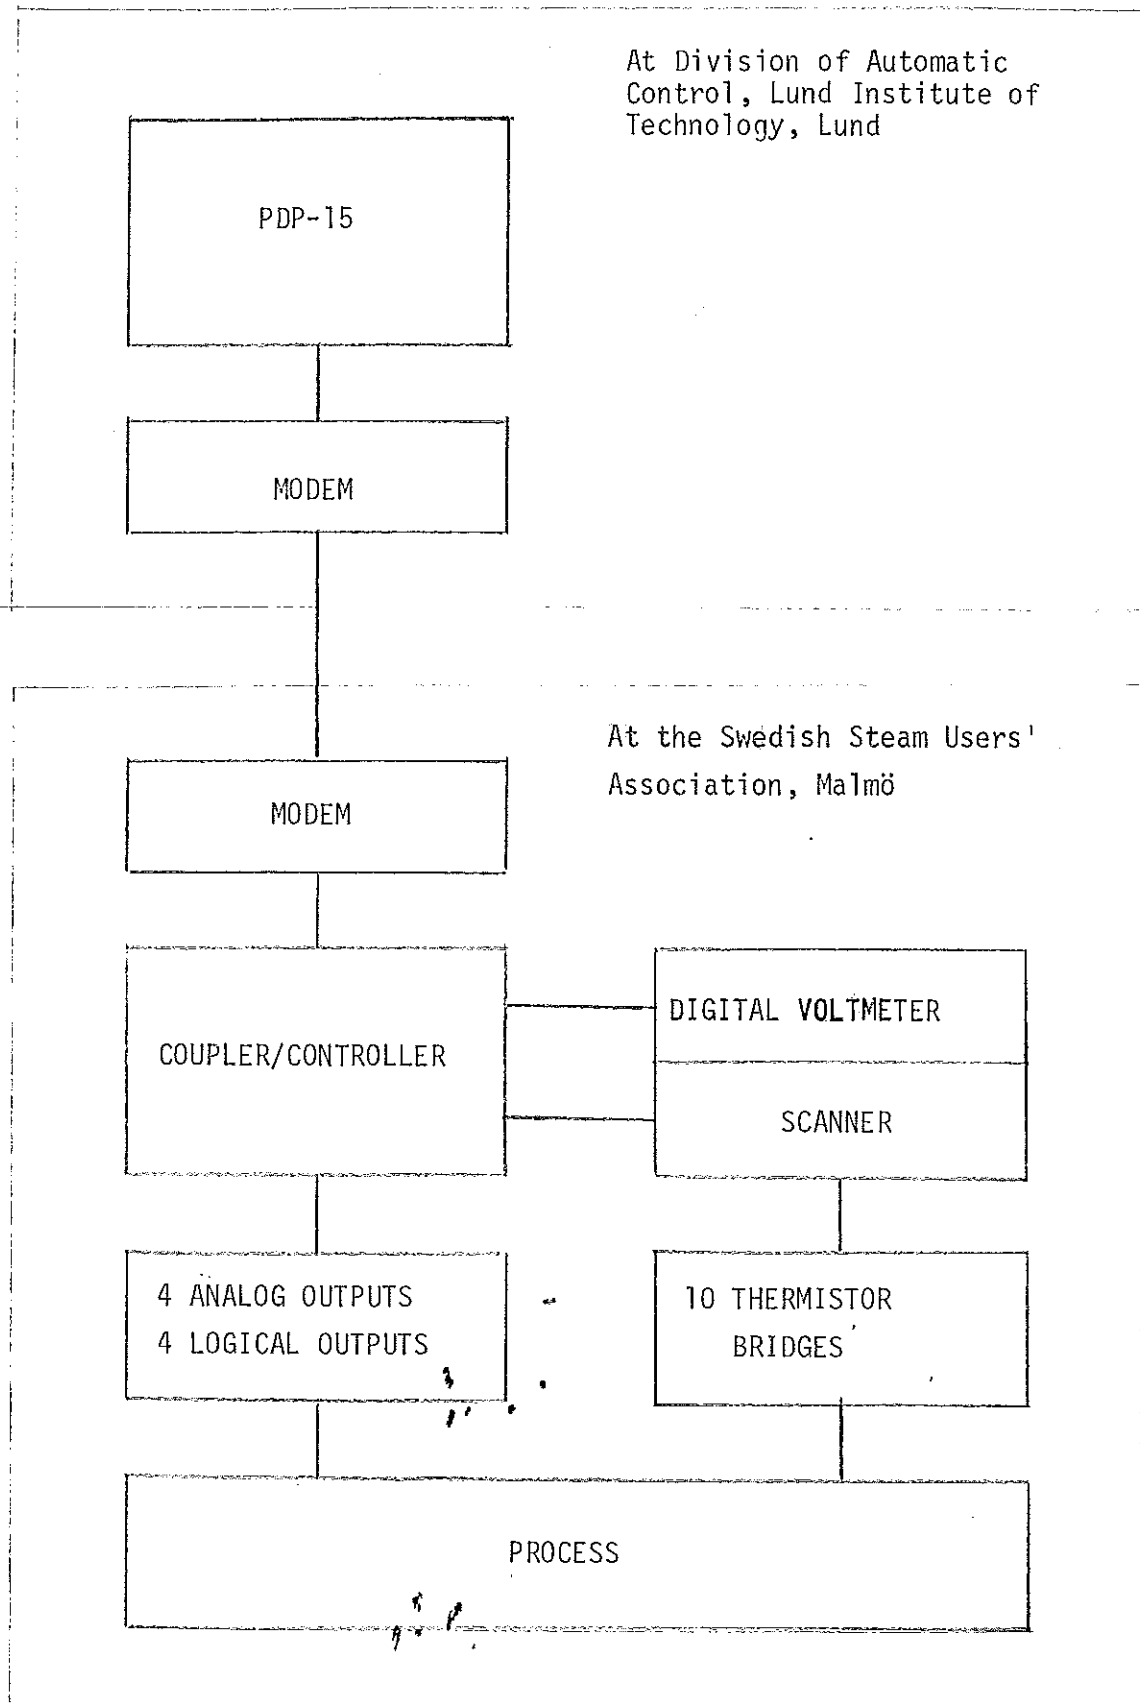 At Division of Automatic
Control, Lund Institute of
Technology, Lund
PDP-15
MODEM
At the Swedish Steam Users'
Association, Malmö
MODEM
DIGITAL VOLTMETER
COUPLER/CONTROLLER
SCANNER
4 ANALOG OUTPUTS
4 LOGICAL OUTPUTS
10 THERMISTOR
BRIDGES
PROCESS